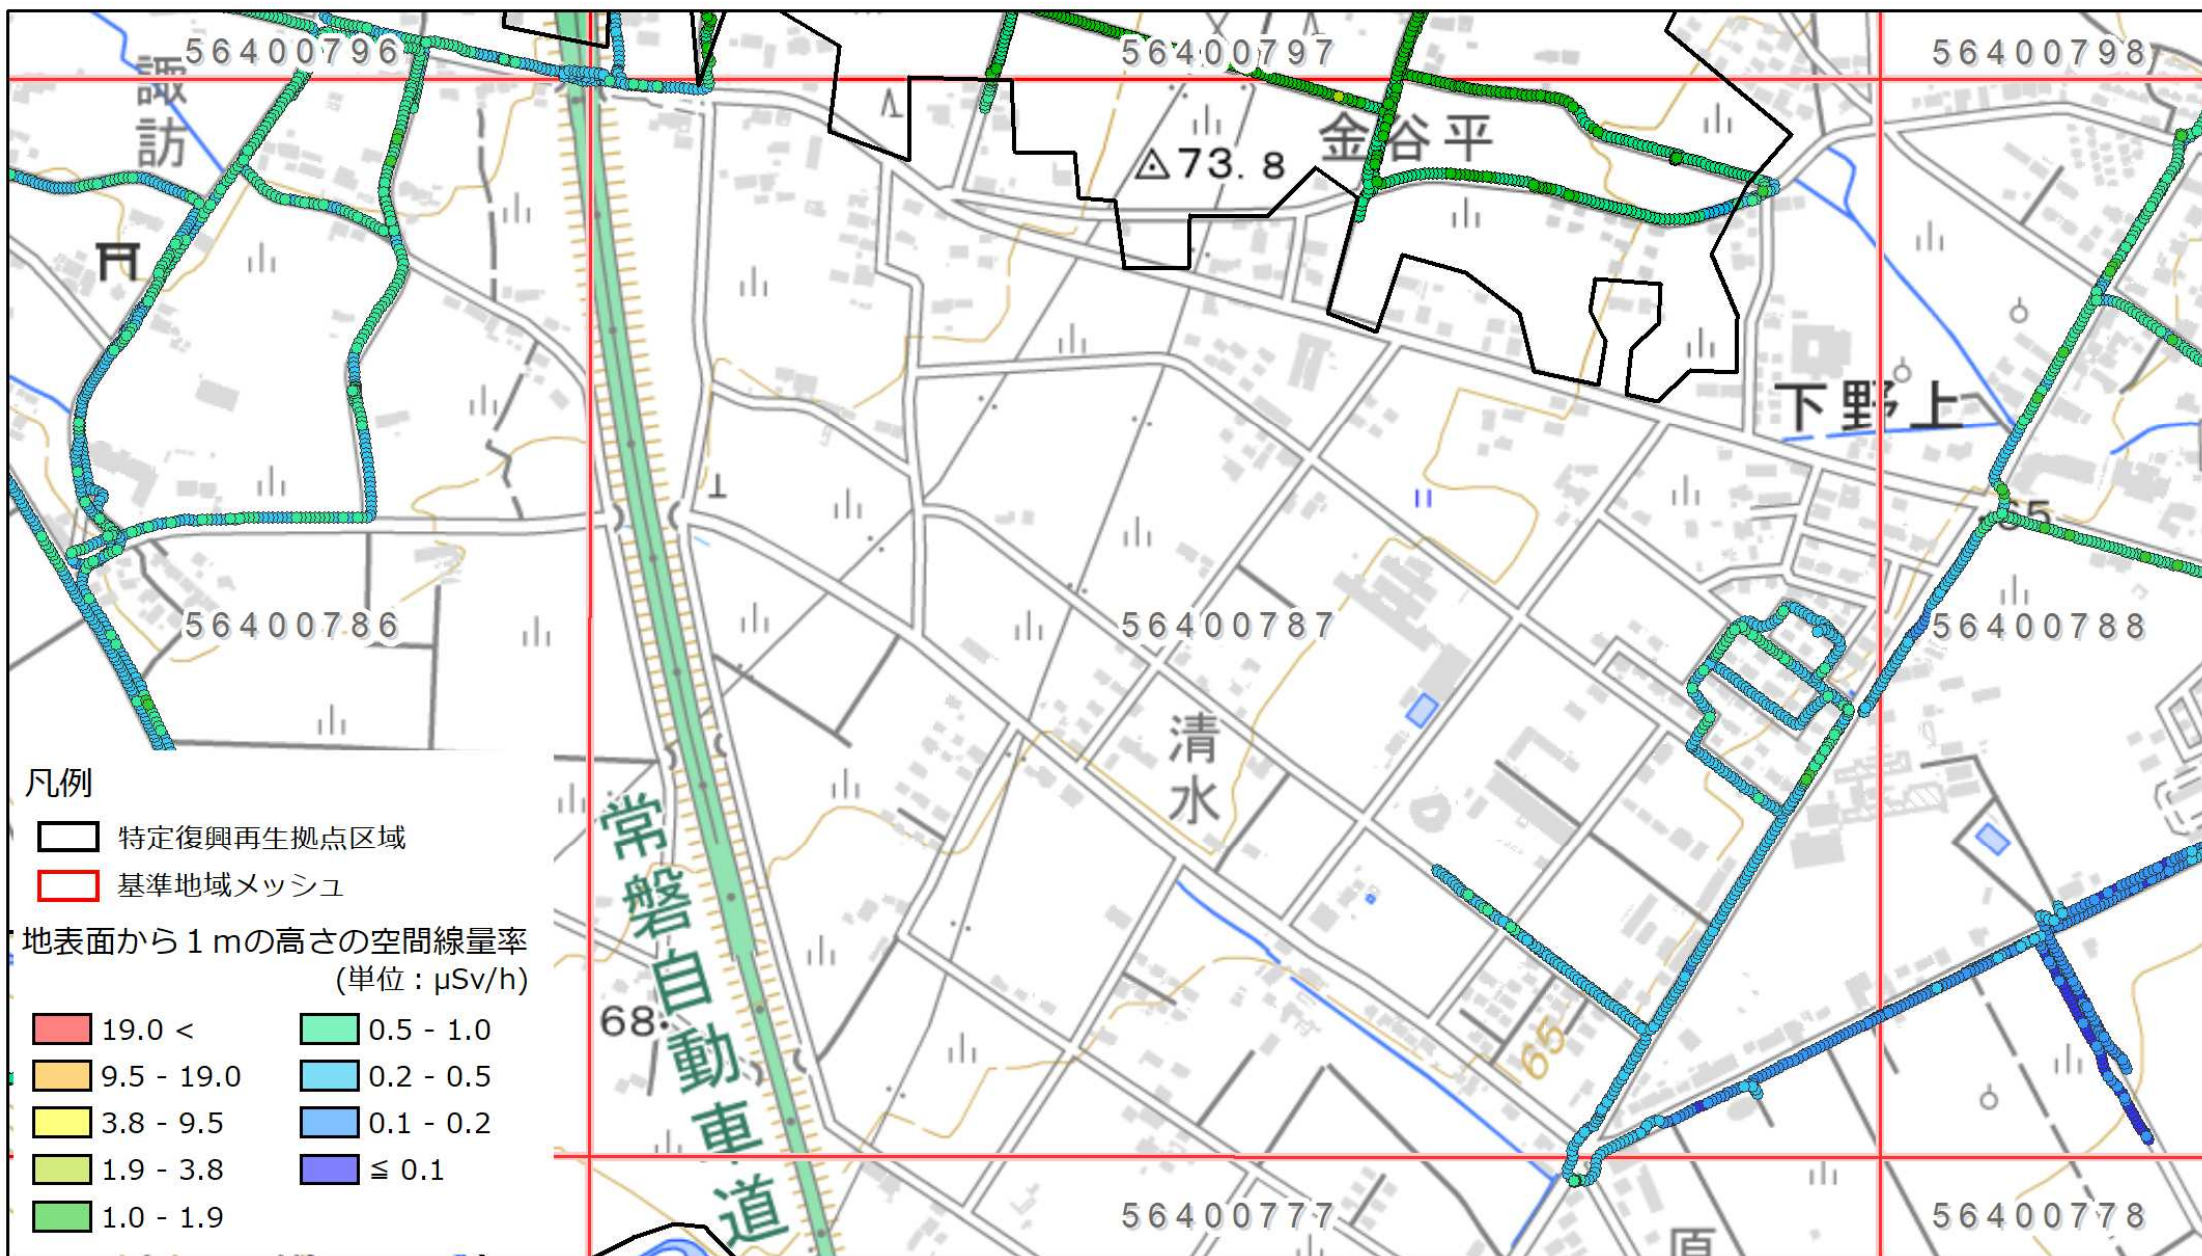 56400796
56400797
56400798
諏訪
金谷平
73.8
下野上
65
56400786
56400787
56400788
清水
常磐自動車道
68
65
56400777
56400778
原
凡例
特定復興再生拠点区域
基準地域メッシュ
地表面から1mの高さの空間線量率
(単位：μSv/h)
19.0 <
9.5 - 19.0
3.8 - 9.5
1.9 - 3.8
1.0 - 1.9
0.5 - 1.0
0.2 - 0.5
0.1 - 0.2
≦ 0.1